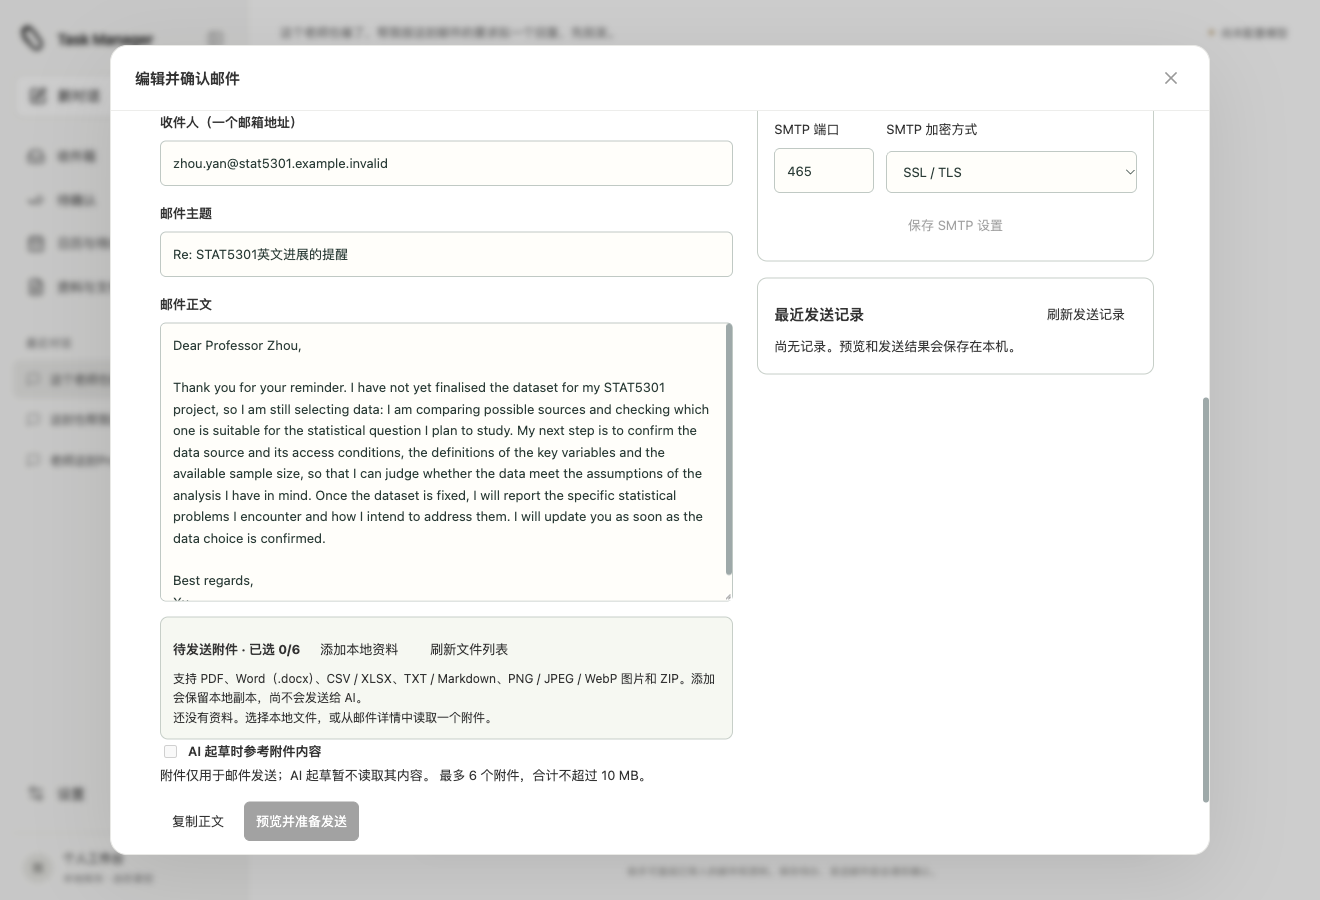 Task Manager
编辑并确认邮件
收件人（一个邮箱地址）
zhou.yan@stat5301.example.invalid
邮件主题
Re: STAT5301英文进展的提醒
邮件正文
Dear Professor Zhou,
Thank you for your reminder. I have not yet finalised the dataset for my STAT5301
project, so I am still selecting data: I am comparing possible sources and checking which
one is suitable for the statistical question I plan to study. My next step is to confirm the
data source and its access conditions, the definitions of the key variables and the
available sample size, so that I can judge whether the data meet the assumptions of the
analysis I have in mind. Once the dataset is fixed, I will report the specific statistical
problems I encounter and how I intend to address them. I will update you as soon as the
data choice is confirmed.
Best regards,
待发送附件 · 已选 0/6 添加本地资料 刷新文件列表
支持 PDF、Word（.docx）、CSV / XLSX、TXT / Markdown、PNG / JPEG / WebP 图片和 ZIP。添加
会保留本地副本，尚不会发送给 AI。
还没有资料。选择本地文件，或从邮件详情中读取一个附件。
AI 起草时参考附件内容
附件仅用于邮件发送；AI 起草暂不读取其内容。 最多 6 个附件，合计不超过 10 MB。
复制正文 预览并准备发送
SMTP 端口 SMTP 加密方式
465 SSL / TLS
保存 SMTP 设置
最近发送记录 刷新发送记录
尚无记录。预览和发送结果会保存在本机。
设置